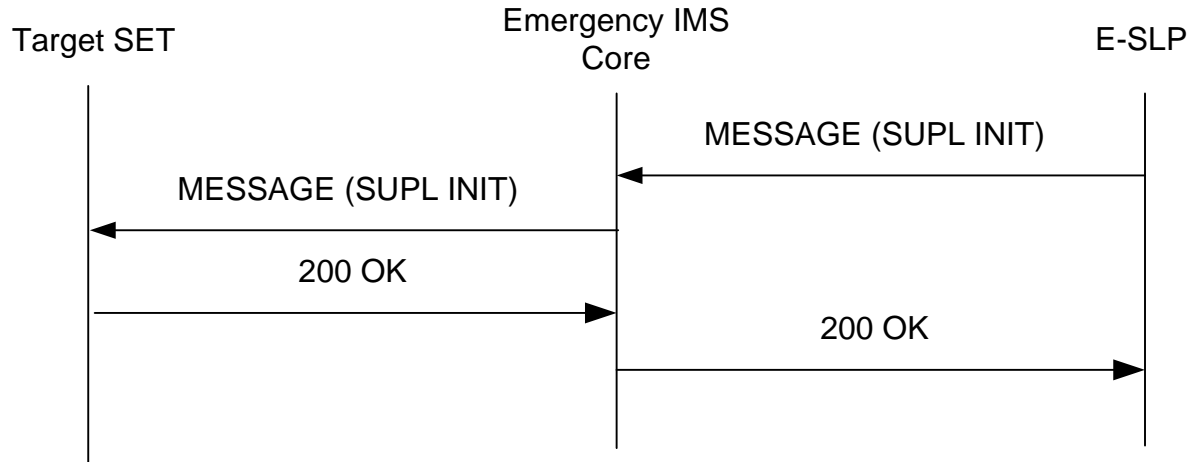 Target SET
Emergency IMS
Core
E-SLP
MESSAGE (SUPL INIT)
MESSAGE (SUPL INIT)
200 OK
200 OK